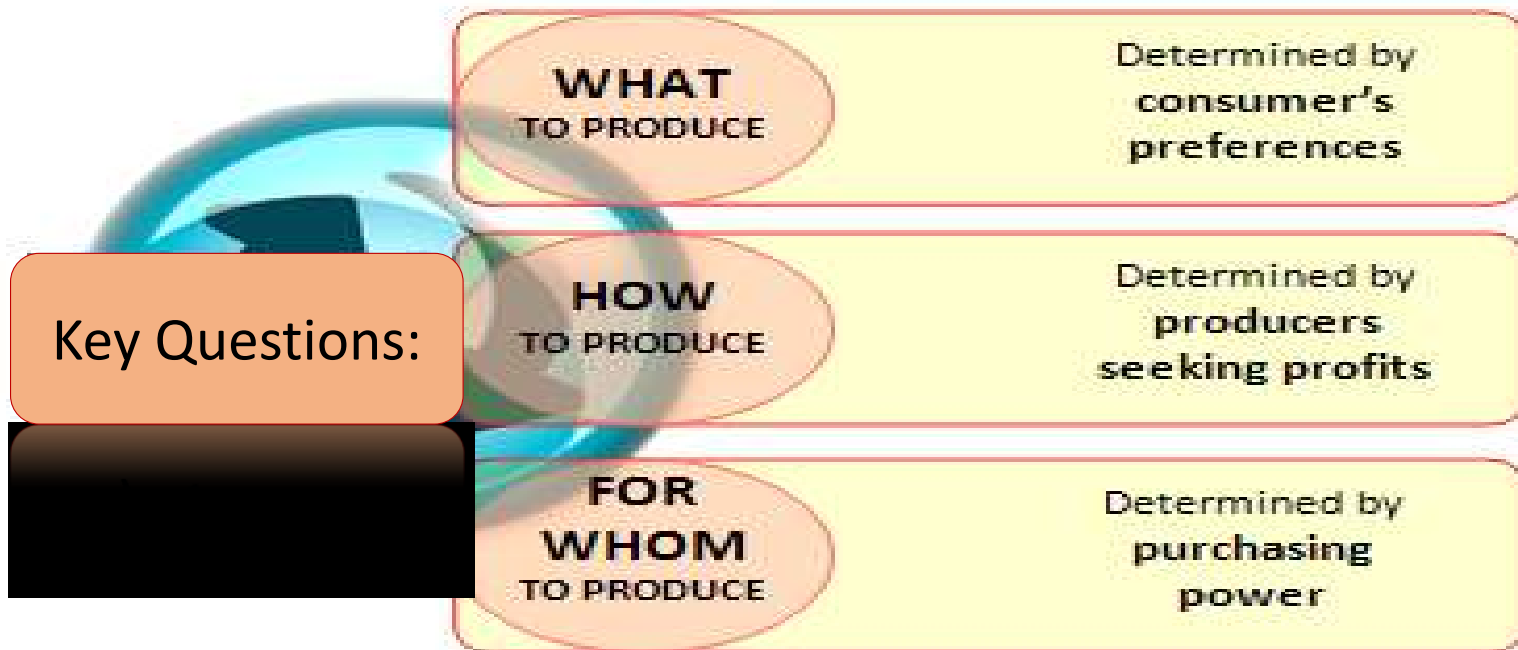 Key Questions:
WHAT
TO PRODUCE
Determined by
consumer's
preferences
HOW
TO PRODUCE
Determined by
producers
seeking profits
FOR
WHOM
TO PRODUCE
Determined by
purchasing
power